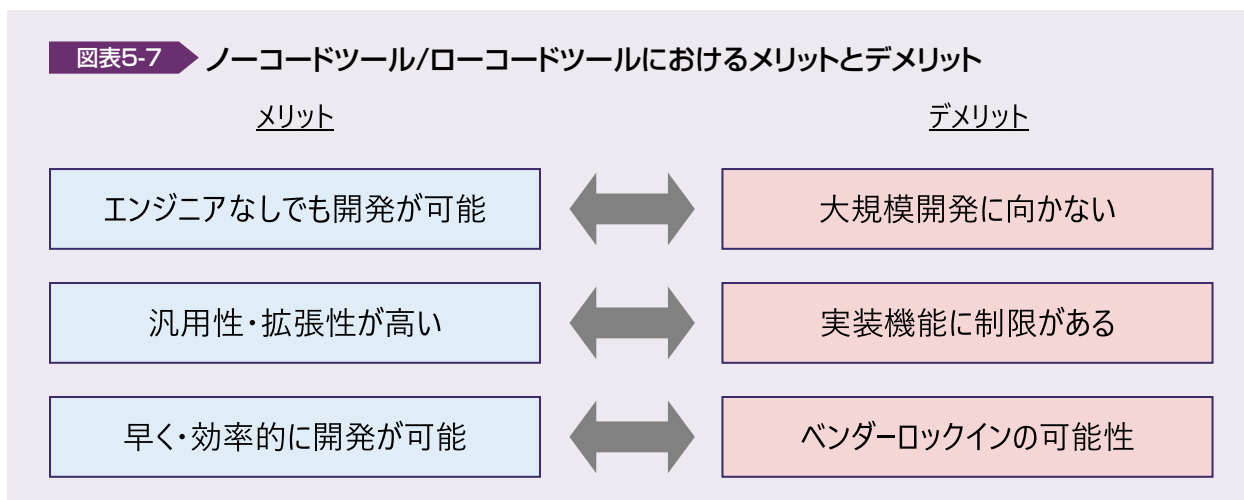 図表5-7 ノーコードツール/ローコードツールにおけるメリットとデメリット
メリット
デメリット
エンジニアなしでも開発が可能
大規模開発に向かない
汎用性・拡張性が高い
実装機能に制限がある
早く・効率的に開発が可能
ベンダーロックインの可能性